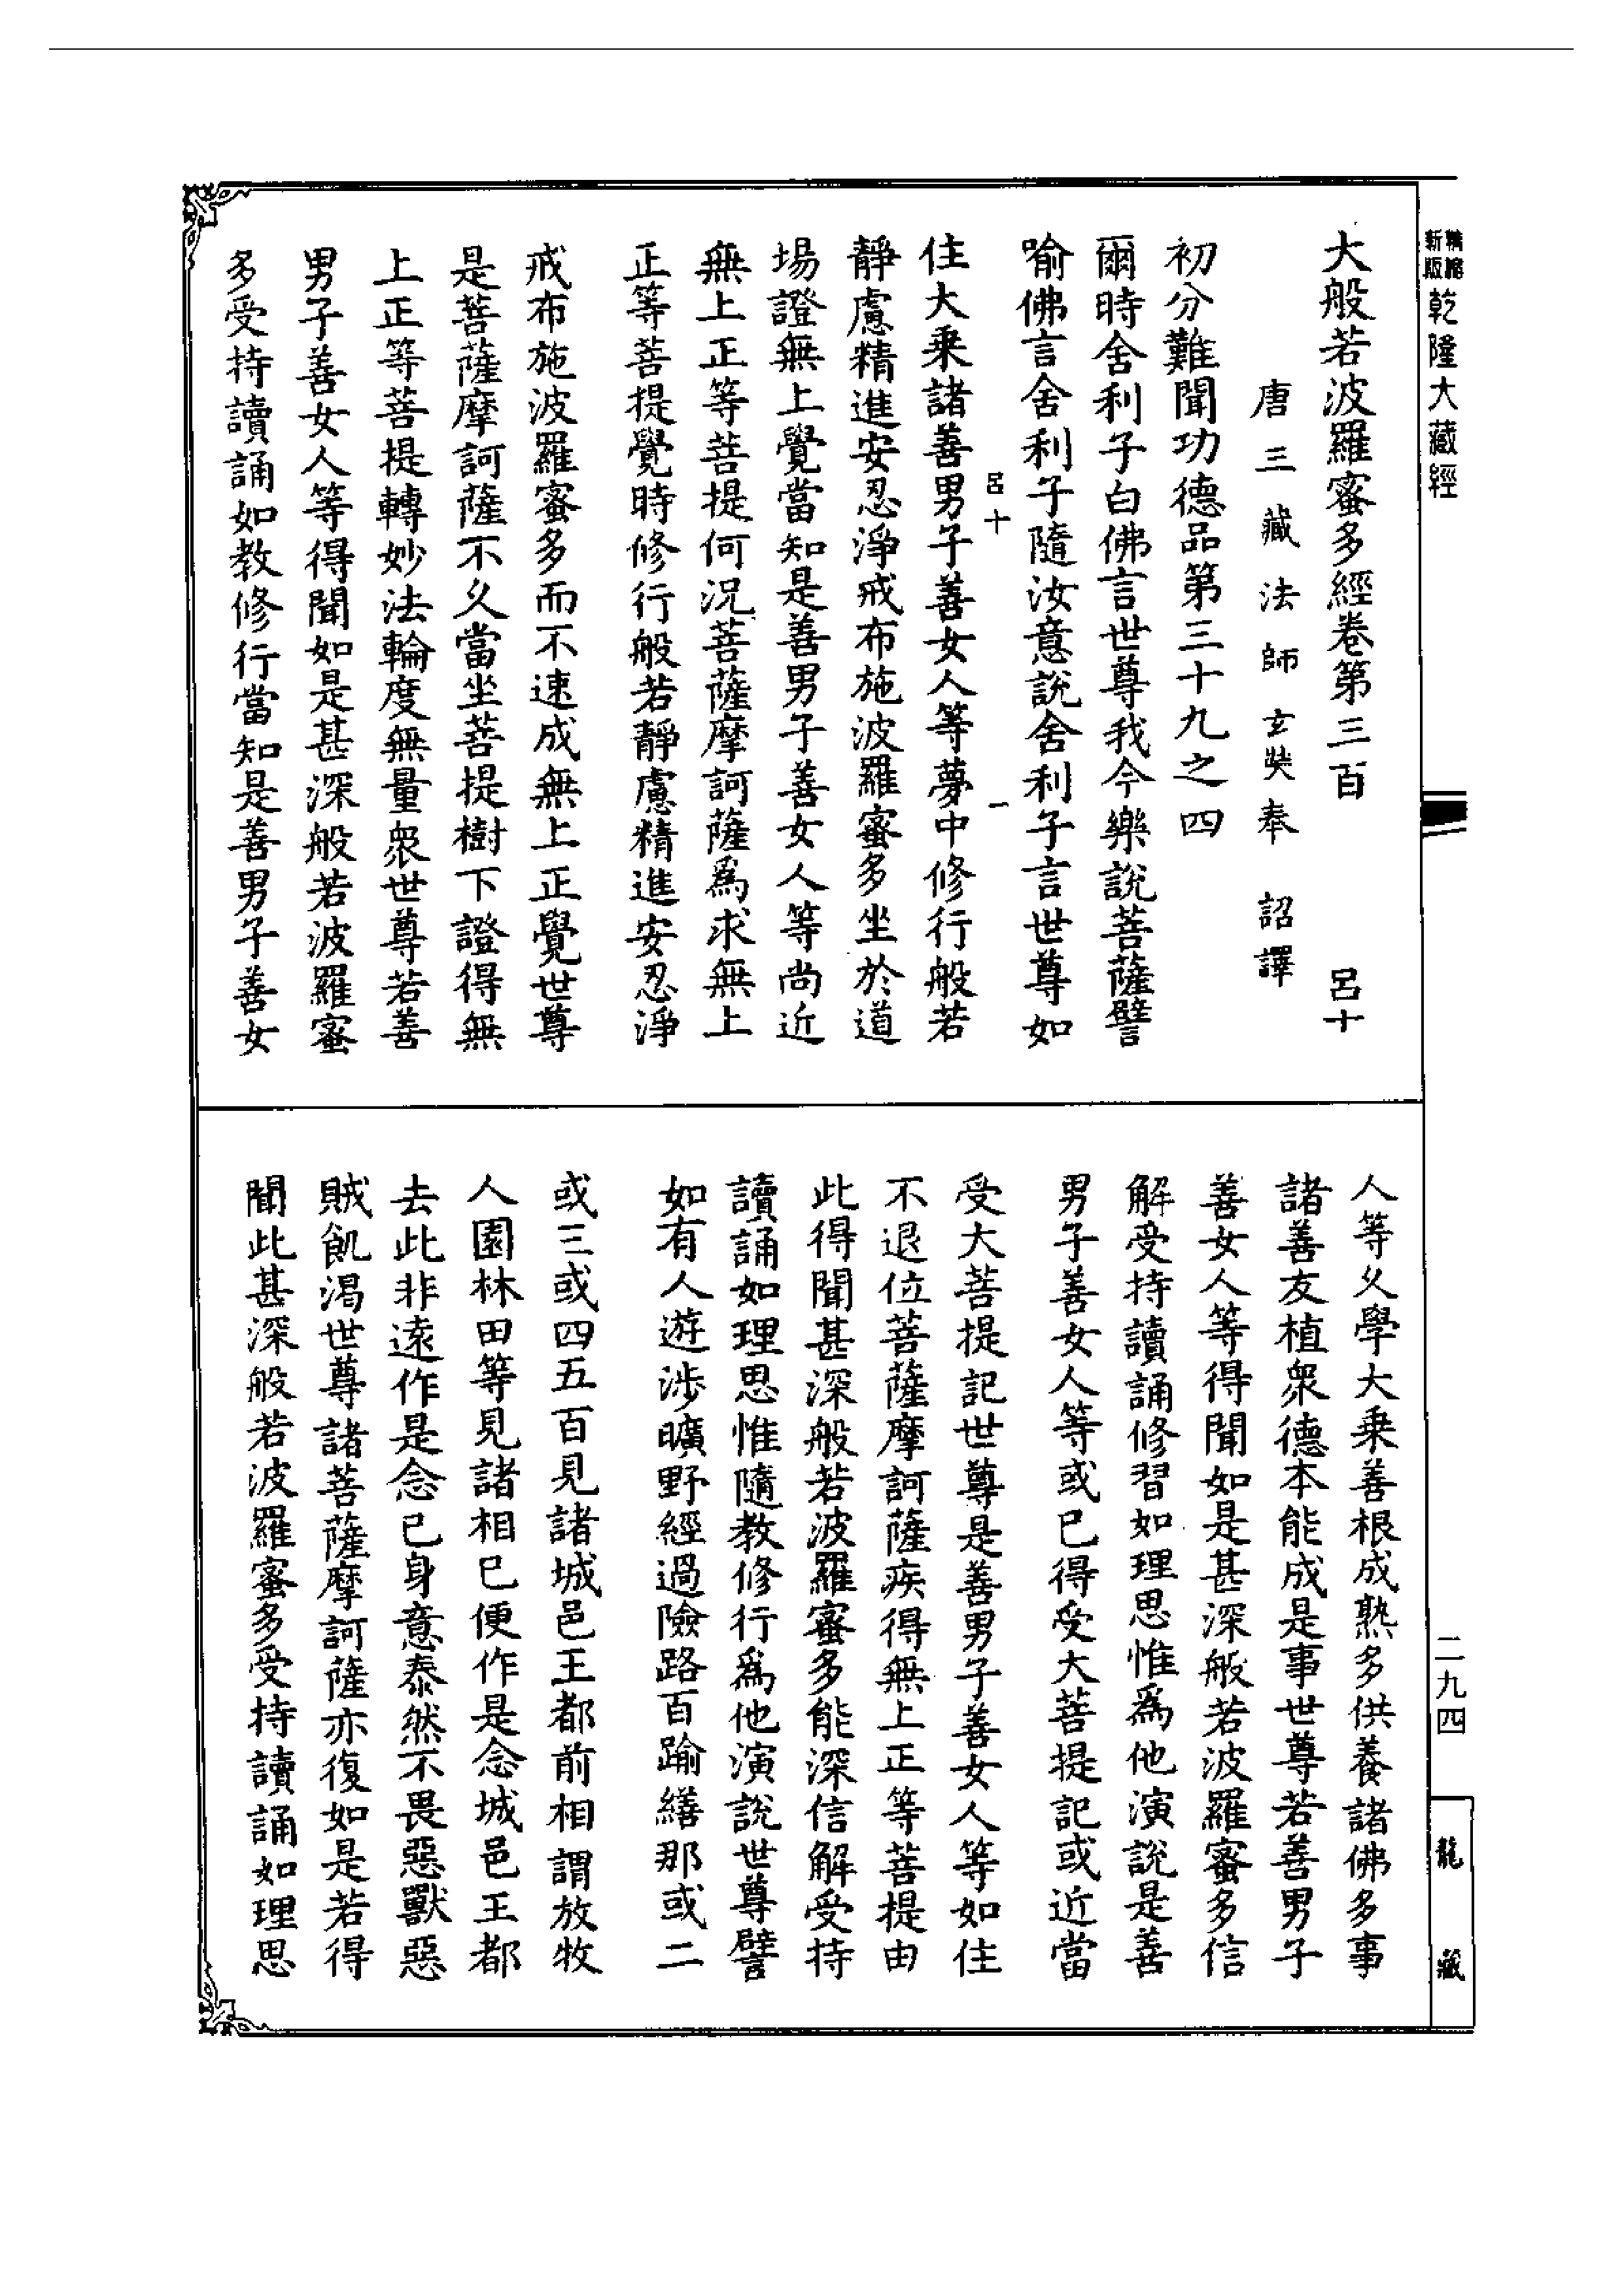 精縮新版乾隆大藏經
大般若波羅蜜多經卷第三百　呂十
唐三藏法師玄奘奉　詔譯
初分難聞功德品第三十九之四
爾時舍利子白佛言世尊我今樂說菩薩譬
喻佛言舍利子隨汝意說舍利子言世尊如
呂十　一
住大乘諸善男子善女人等夢中修行般若
靜慮精進安忍淨戒布施波羅蜜多坐於道
場證無上覺當知是善男子善女人等尚近
無上正等菩提何況菩薩摩訶薩爲求無上
正等菩提覺時修行般若靜慮精進安忍淨
戒布施波羅蜜多而不速成無上正覺世尊
是菩薩摩訶薩不久當坐菩提樹下證得無
上正等菩提轉妙法輪度無量衆世尊若善
男子善女人等得聞如是甚深般若波羅蜜
多受持讀誦如教修行當知是善男子善女
人等久學大乘善根成熟多供養諸佛多事
諸善友植衆德本能成是事世尊若善男子
善女人等得聞如是甚深般若波羅蜜多信
解受持讀誦修習如理思惟爲他演說是善
男子善女人等或已得受大菩提記或近當
受大菩提記世尊是善男子善女人等如住
不退位菩薩摩訶薩疾得無上正等菩提由
此得聞甚深般若波羅蜜多能深信解受持
讀誦如理思惟隨教修行爲他演說世尊譬
如有人遊涉曠野經過險路百踰繕那或二
或三或四五百見諸城邑王都前相謂放牧
人園林田等見諸相已便作是念城邑王都
去此非遠作是念已身意泰然不畏惡獸惡
賊飢渴世尊諸菩薩摩訶薩亦復如是若得
聞此甚深般若波羅蜜多受持讀誦如理思
二九四
龍藏